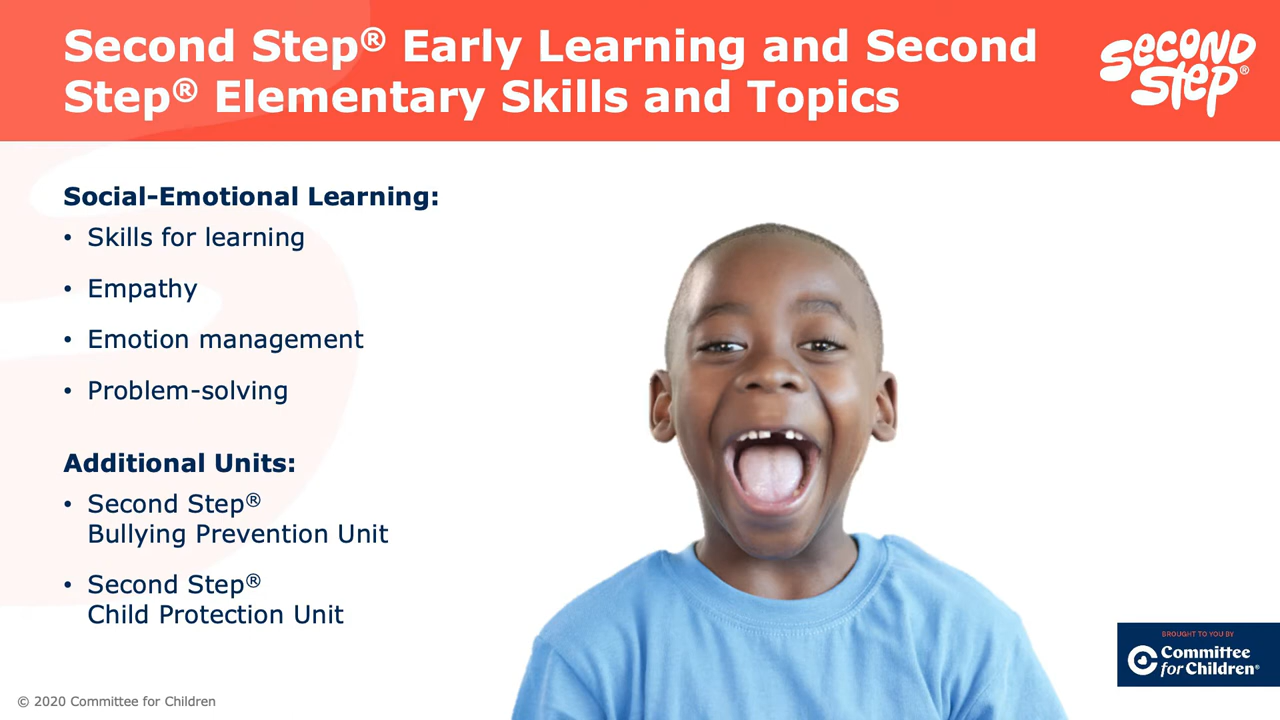 Second Step® Early Learning and Second
Step® Elementary Skills and Topics
Second
Step®
Social-Emotional Learning:
• Skills for learning
• Empathy
• Emotion management
• Problem-solving
Additional Units:
• Second Step®
Bullying Prevention Unit
• Second Step®
Child Protection Unit
BROUGHT TO YOU BY
Committee
for Children®
© 2020 Committee for Children